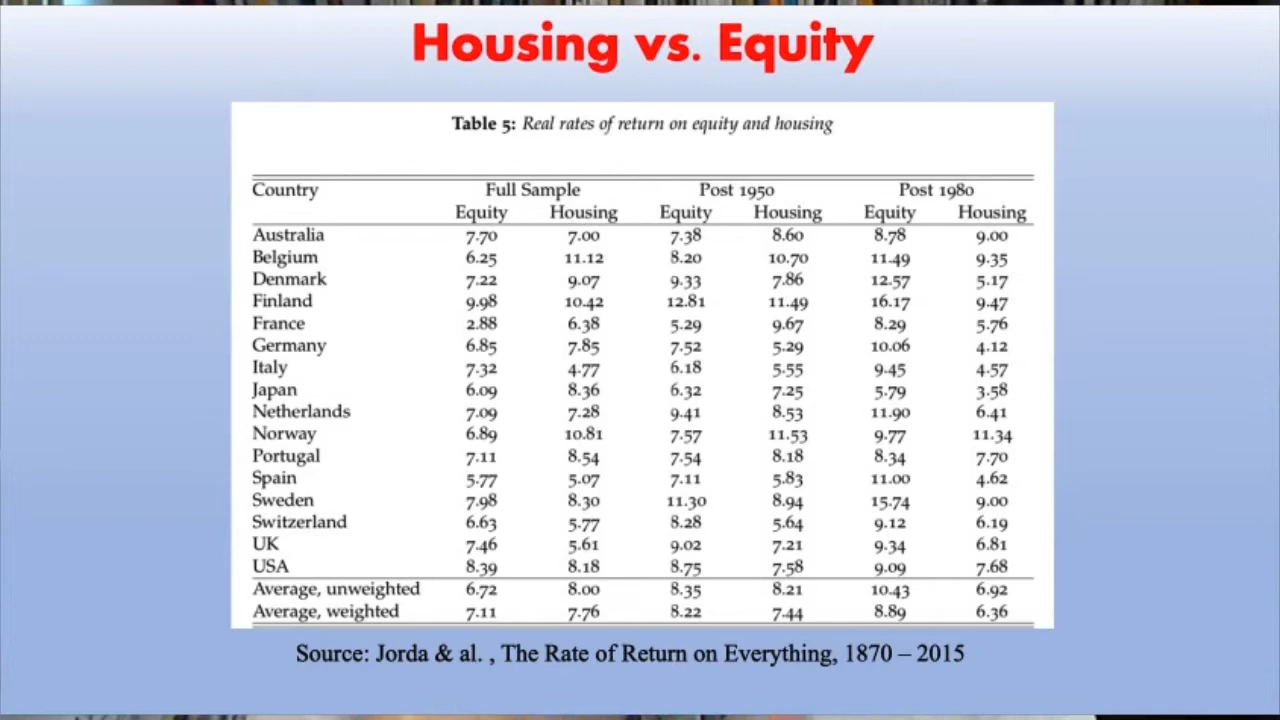 Housing vs. Equity
Table 5: Real rates of return on equity and housing
Country Full Sample Post 1950 Post 1980
Equity Housing Equity Housing Equity Housing
Australia 7.70 7.00 7.38 8.60 8.78 9.00
Belgium 6.25 11.12 8.20 10.70 11.49 9.35
Denmark 7.22 9.07 9.33 7.86 12.57 5.17
Finland 9.98 10.42 12.81 11.49 16.17 9.47
France 2.88 6.38 5.29 9.67 8.29 5.76
Germany 6.85 7.85 7.52 5.29 10.06 4.12
Italy 7.32 4.77 6.18 5.55 9.45 4.57
Japan 6.09 8.36 6.32 7.25 5.79 3.58
Netherlands 7.09 7.28 9.41 8.53 11.90 6.41
Norway 6.89 10.81 7.57 11.53 9.77 11.34
Portugal 7.11 8.54 7.54 8.18 8.34 7.70
Spain 5.77 5.07 7.11 5.83 11.00 4.62
Sweden 7.98 8.30 11.30 8.94 15.74 9.00
Switzerland 6.63 5.77 8.28 5.64 9.12 6.19
UK 7.46 5.61 9.02 7.21 9.34 6.81
USA 8.39 8.18 8.75 7.58 9.09 7.68
Average, unweighted 6.72 8.00 8.35 8.21 10.43 6.92
Average, weighted 7.11 7.76 8.22 7.44 8.89 6.36
Source: Jorda & al. , The Rate of Return on Everything, 1870 – 2015